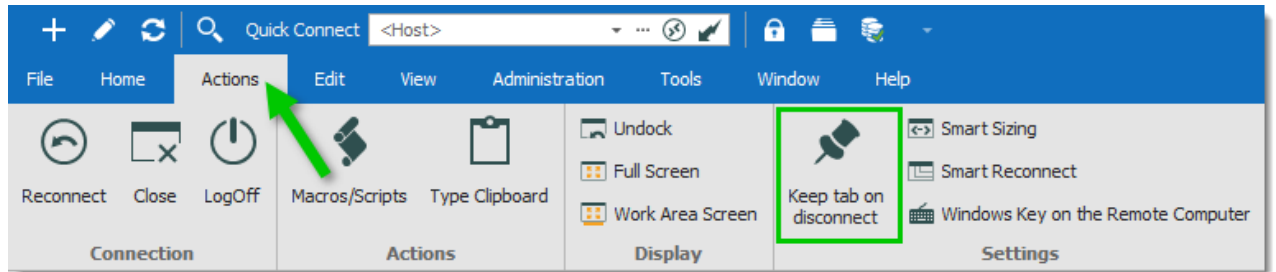 Quick Connect <Host>
File Home Actions Edit View Administration Tools Window Help
Undock
Smart Sizing
Full Screen
Smart Reconnect
Reconnect Close LogOff Macros/Scripts Type Clipboard
Keep tab on
disconnect
Work Area Screen
Windows Key on the Remote Computer
Connection Actions Display Settings